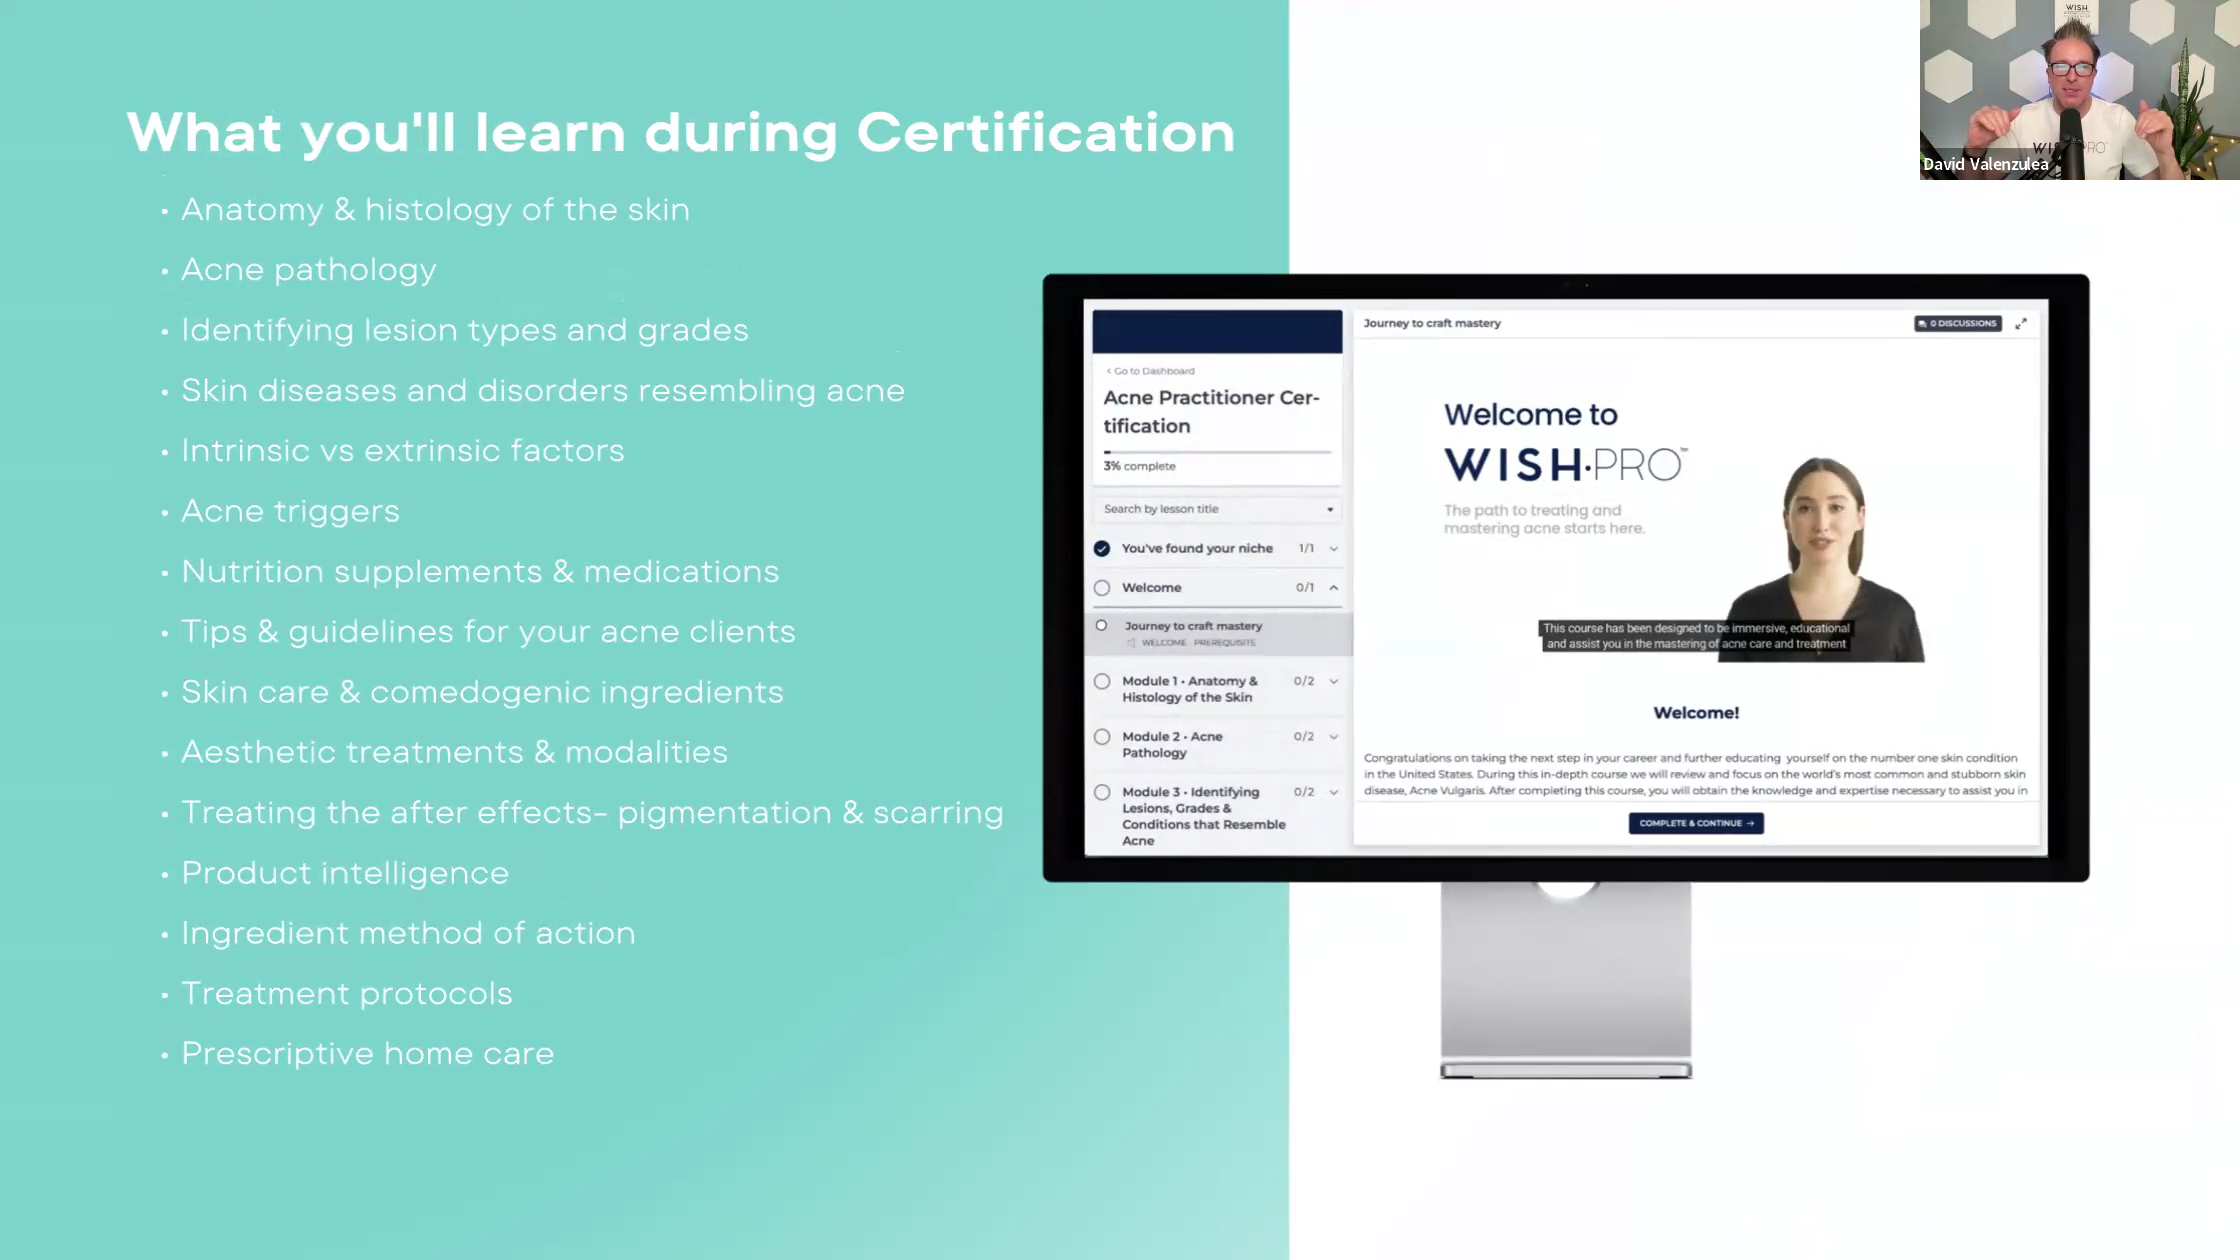 What you'll learn during Certification
• Anatomy & histology of the skin
• Acne pathology
• Identifying lesion types and grades
• Skin diseases and disorders resembling acne
• Intrinsic vs extrinsic factors
• Acne triggers
• Nutrition supplements & medications
• Tips & guidelines for your acne clients
• Skin care & comedogenic ingredients
• Aesthetic treatments & modalities
• Treating the after effects- pigmentation & scarring
• Product intelligence
• Ingredient method of action
• Treatment protocols
• Prescriptive home care
WISH
David Valenzulea
< Go to Dashboard
Acne Practitioner Cer-
tification
3% complete
Search by lesson title
You've found your niche 1/1
Welcome 0/1
Journey to craft mastery
WELCOME PREREQUISITE
Module 1 • Anatomy & 0/2
Histology of the Skin
Module 2 • Acne 0/2
Pathology
Module 3 • Identifying 0/2
Lesions, Grades &
Conditions that Resemble
Acne
Journey to craft mastery
0 DISCUSSIONS
Welcome to
WISH·PRO™
The path to treating and
mastering acne starts here.
This course has been designed to be immersive, educational
and assist you in the mastering of acne care and treatment
Welcome!
Congratulations on taking the next step in your career and further educating yourself on the number one skin condition
in the United States. During this in-depth course we will review and focus on the world's most common and stubborn skin
disease, Acne Vulgaris. After completing this course, you will obtain the knowledge and expertise necessary to assist you in
COMPLETE & CONTINUE →